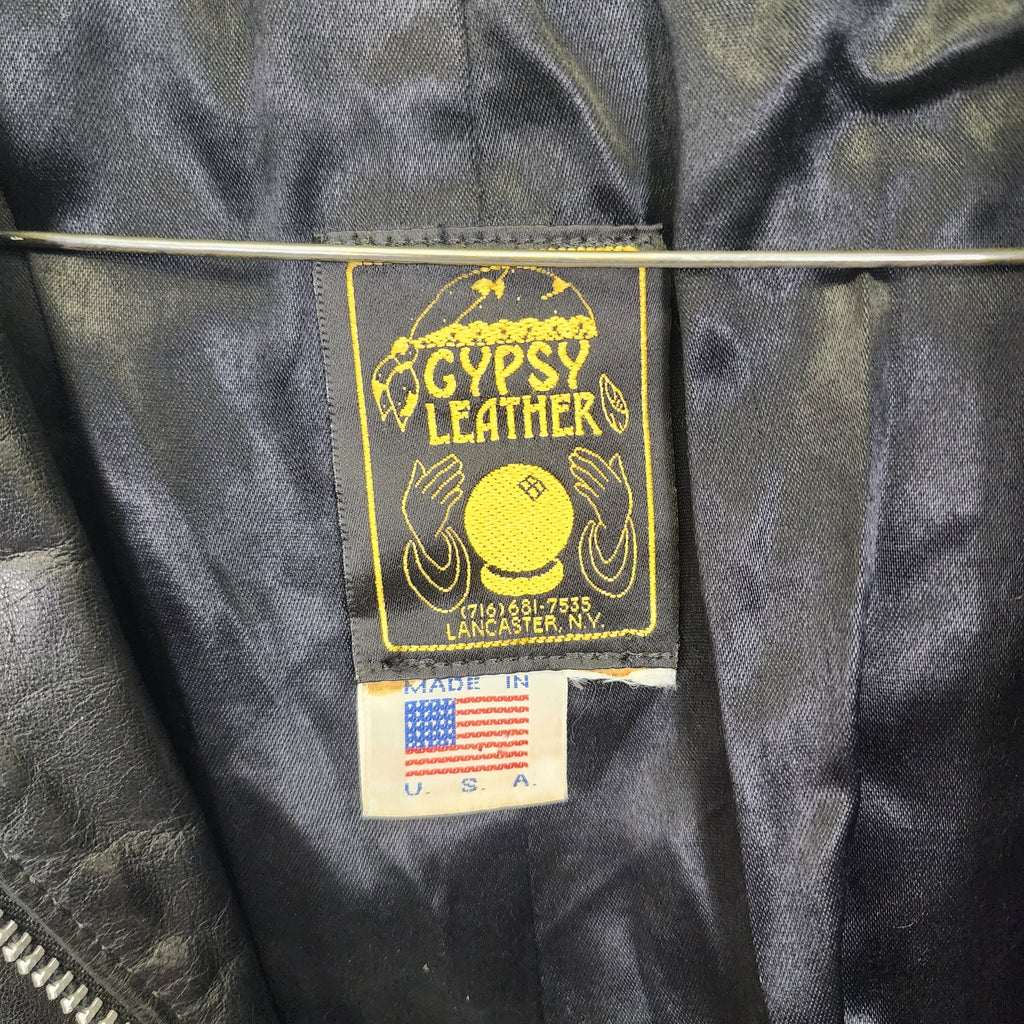 GYPSY
LEATHER
(716) 681-7535
LANCASTER, N.Y.
MADE IN
U. S. A.